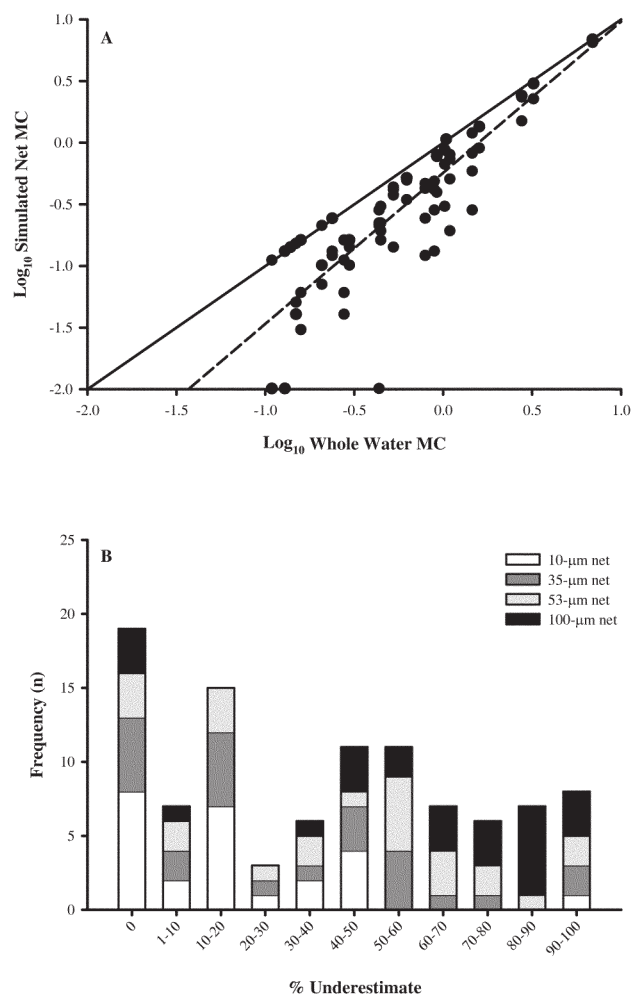 A
1.0
0.5
0.0
-0.5
-1.0
-1.5
-2.0
Log10 Simulated Net MC
-2.0 -1.5 -1.0 -0.5 0.0 0.5 1.0
Log10 Whole Water MC
B
25
20
15
10
5
0
Frequency (n)
10-μm net
35-μm net
53-μm net
100-μm net
0 1-10 10-20 20-30 30-40 40-50 50-60 60-70 70-80 80-90 90-100
% Underestimate